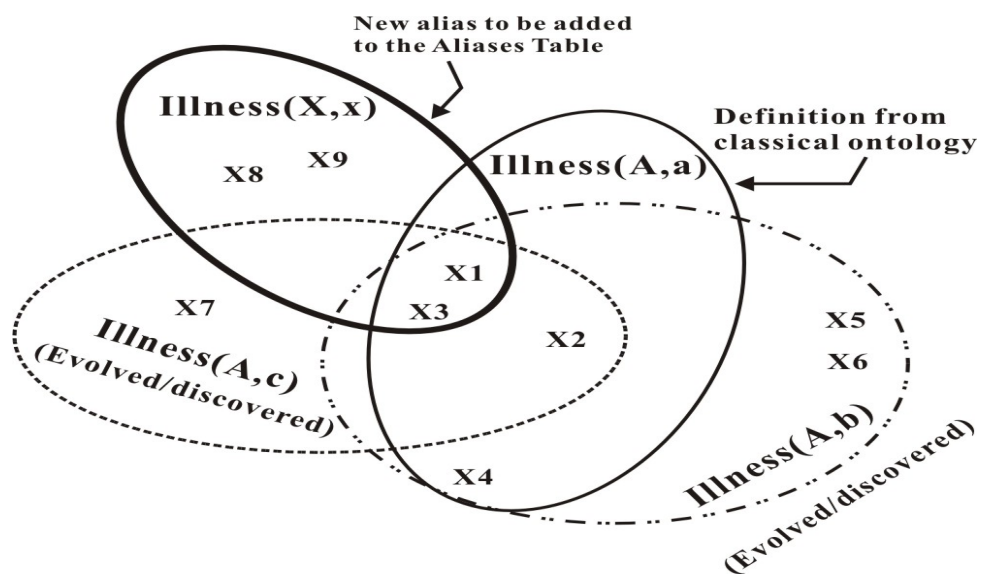 New alias to be added
to the Aliases Table
Illness(X,x)
Definition from
classical ontology
Illness(A,a)
X9
X8
X1
X3
X7
X2
X5
X6
Illness(A,c)
(Evolved/discovered)
X4
Illness(A,b)
(Evolved/discovered)